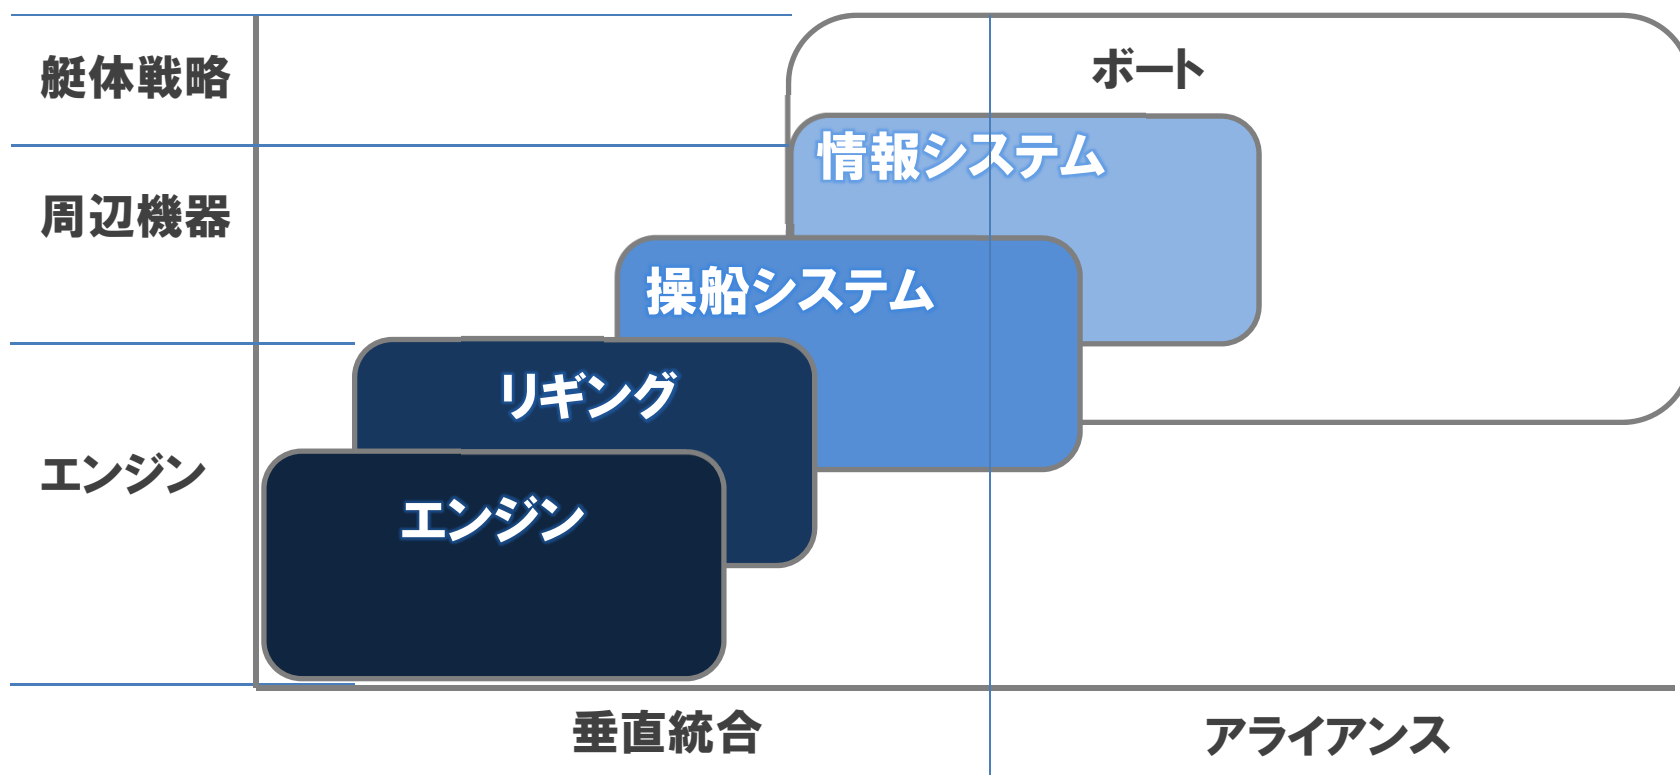 艇体戦略
ボート
情報システム
周辺機器
操船システム
リギング
エンジン
エンジン
垂直統合
アライアンス